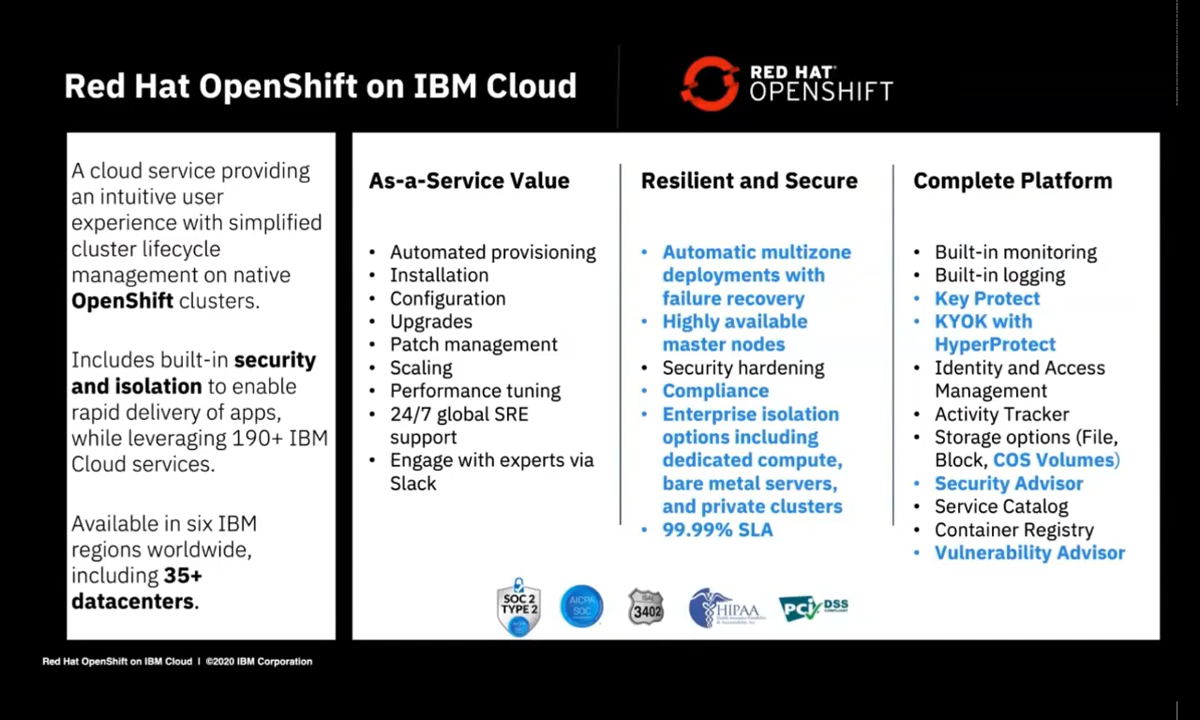 Red Hat OpenShift on IBM Cloud
RED HAT
OPENSHIFT
A cloud service providing
an intuitive user
experience with simplified
cluster lifecycle
management on native
OpenShift clusters.
Includes built-in security
and isolation to enable
rapid delivery of apps,
while leveraging 190+ IBM
Cloud services.
Available in six IBM
regions worldwide,
including 35+
datacenters.
As-a-Service Value
• Automated provisioning
• Installation
• Configuration
• Upgrades
• Patch management
• Scaling
• Performance tuning
• 24/7 global SRE
support
• Engage with experts via
Slack
Resilient and Secure
• Automatic multizone
deployments with
failure recovery
• Highly available
master nodes
• Security hardening
• Compliance
• Enterprise isolation
options including
dedicated compute,
bare metal servers,
and private clusters
• 99.99% SLA
Complete Platform
• Built-in monitoring
• Built-in logging
• Key Protect
• KYOK with
HyperProtect
• Identity and Access
Management
• Activity Tracker
• Storage options (File,
Block, COS Volumes)
• Security Advisor
• Service Catalog
• Container Registry
• Vulnerability Advisor
SOC 2
TYPE 2
AICPA
SOC
3402
HIPAA
PCI DSS
Red Hat OpenShift on IBM Cloud | ©2020 IBM Corporation